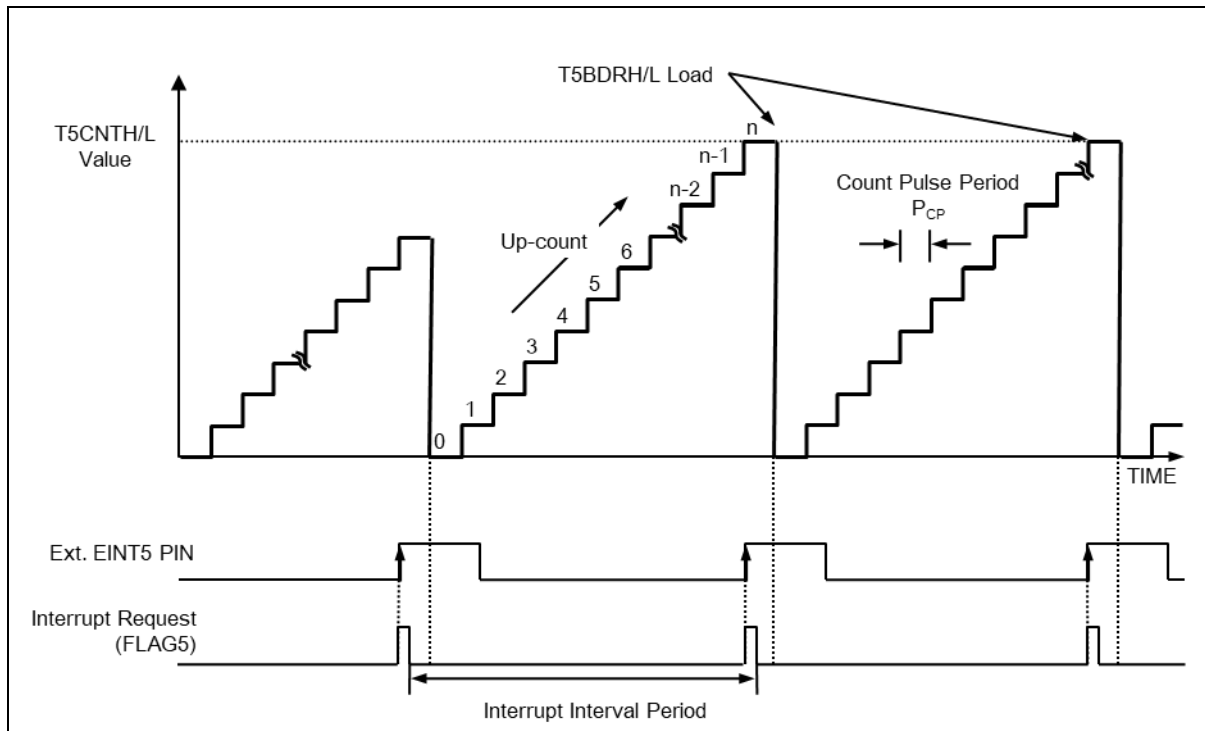 T5BDRH/L Load
T5CNTH/L
Value
n
n-1
n-2
Count Pulse Period
P_CP
Up-count
6
5
4
3
2
1
0
TIME
Ext. EINT5 PIN
Interrupt Request
(FLAG5)
Interrupt Interval Period